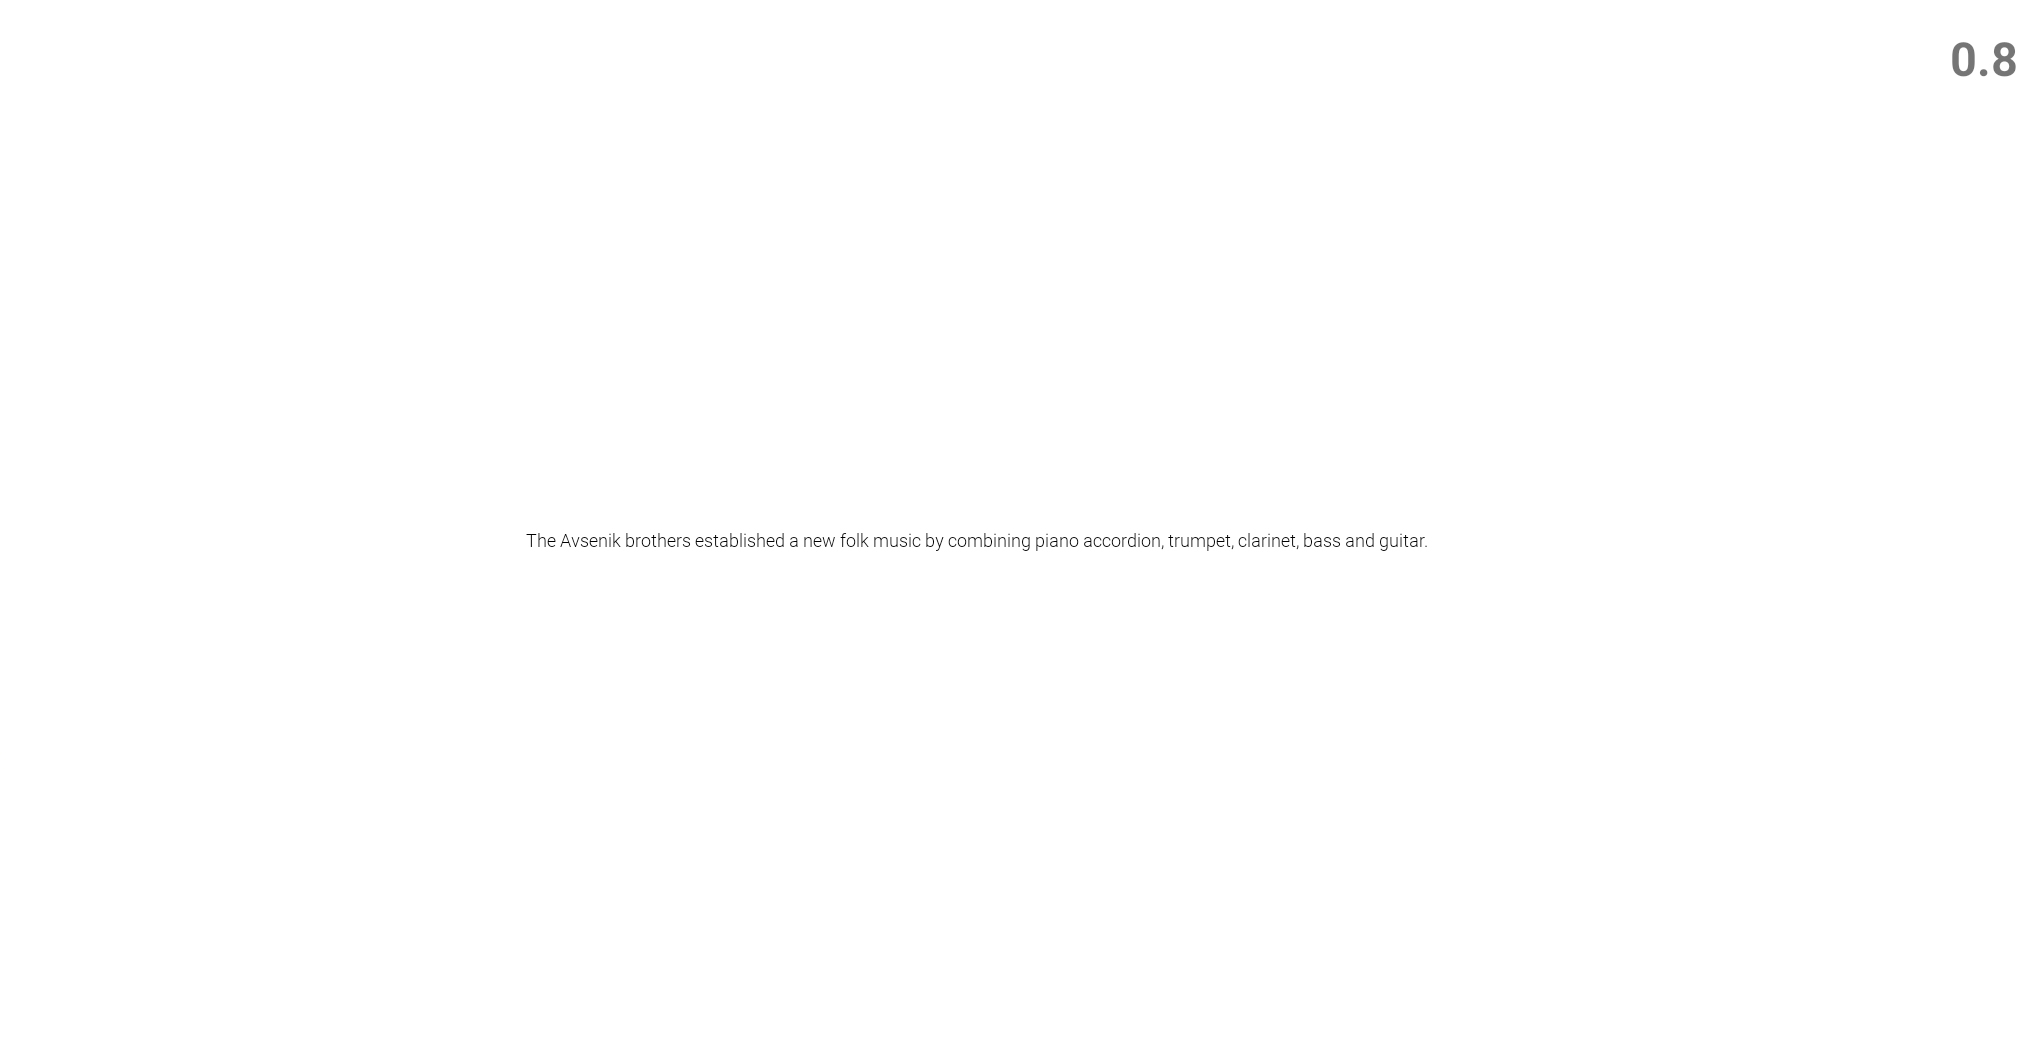 0.8
The Avsenik brothers established a new folk music by combining piano accordion, trumpet, clarinet, bass and guitar.